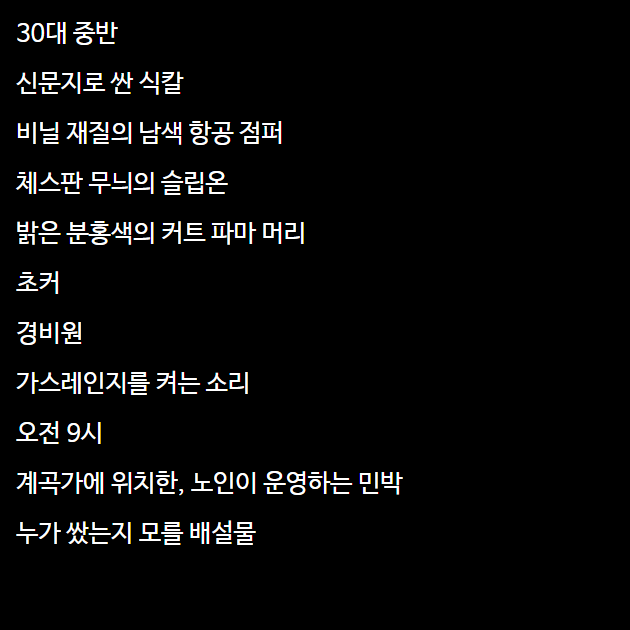 30대 중반
신문지로 싼 식칼
비닐 재질의 남색 항공 점퍼
체스판 무늬의 슬립온
밝은 분홍색의 커트 파마 머리
초커
경비원
가스레인지를 켜는 소리
오전 9시
계곡가에 위치한, 노인이 운영하는 민박
누가 쌌는지 모를 배설물